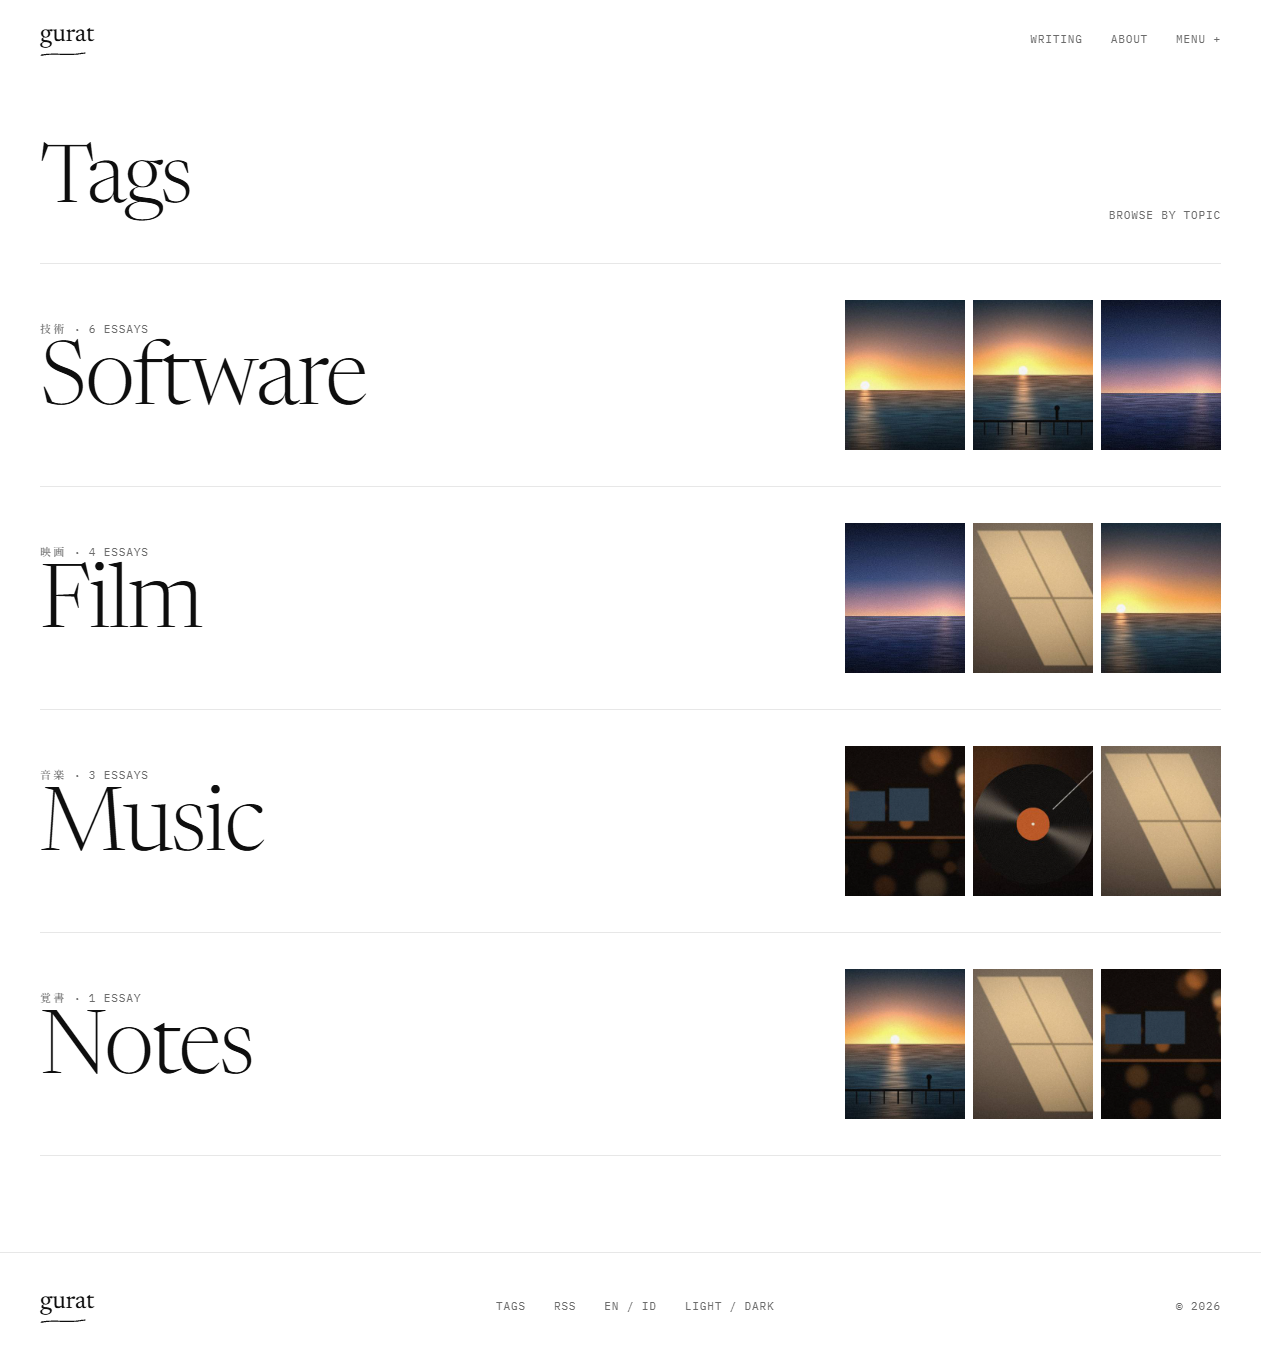 gurat
WRITING ABOUT MENU +
Tags
BROWSE BY TOPIC
技術 · 6 ESSAYS
Software
映画 · 4 ESSAYS
Film
音楽 · 3 ESSAYS
Music
覚書 · 1 ESSAY
Notes
gurat
TAGS RSS EN / ID LIGHT / DARK
© 2026